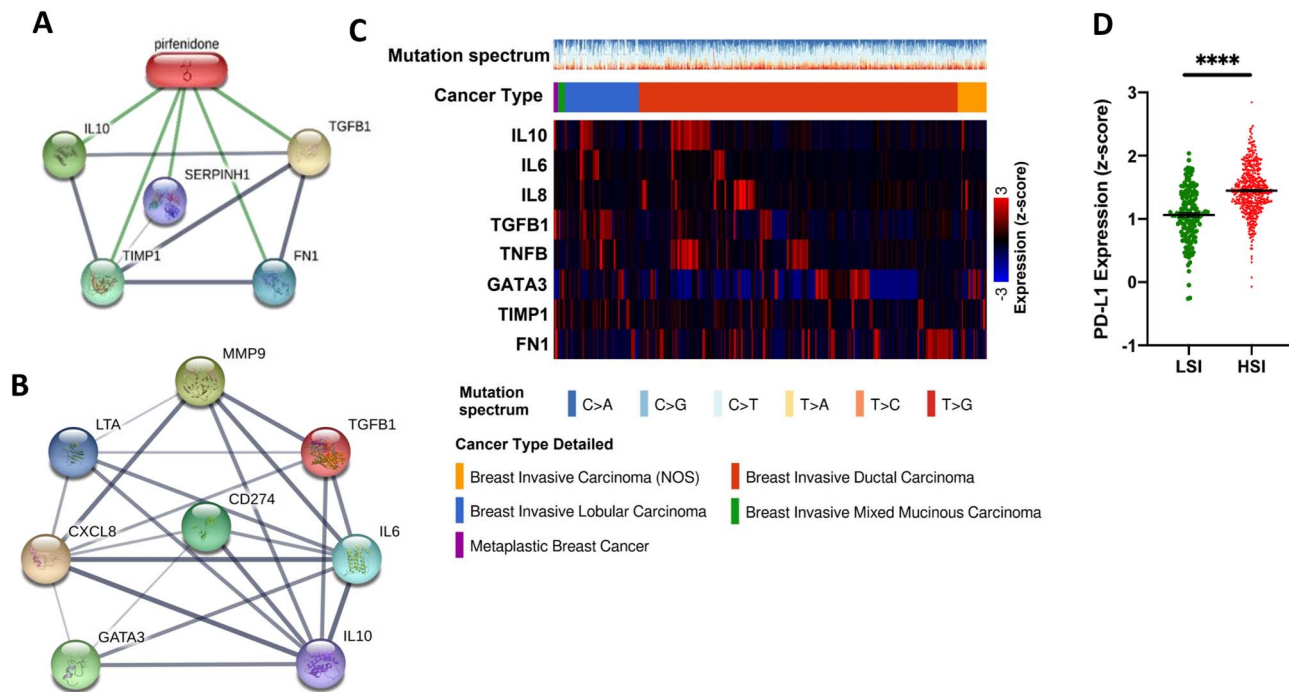 A
pirfenidone
IL10
TGFB1
SERPINH1
TIMP1
FN1
B
MMP9
LTA
TGFB1
CD274
CXCL8
IL6
GATA3
IL10
C
Mutation spectrum
Cancer Type
IL10
IL6
IL8
TGFB1
TNFB
GATA3
TIMP1
FN1
3
-3
Expression (z-score)
Mutation
spectrum
C>A
C>G
C>T
T>A
T>C
T>G
Cancer Type Detailed
Breast Invasive Carcinoma (NOS)
Breast Invasive Ductal Carcinoma
Breast Invasive Lobular Carcinoma
Breast Invasive Mixed Mucinous Carcinoma
Metaplastic Breast Cancer
D
****
PD-L1 Expression (z-score)
3
2
1
0
-1
LSI
HSI